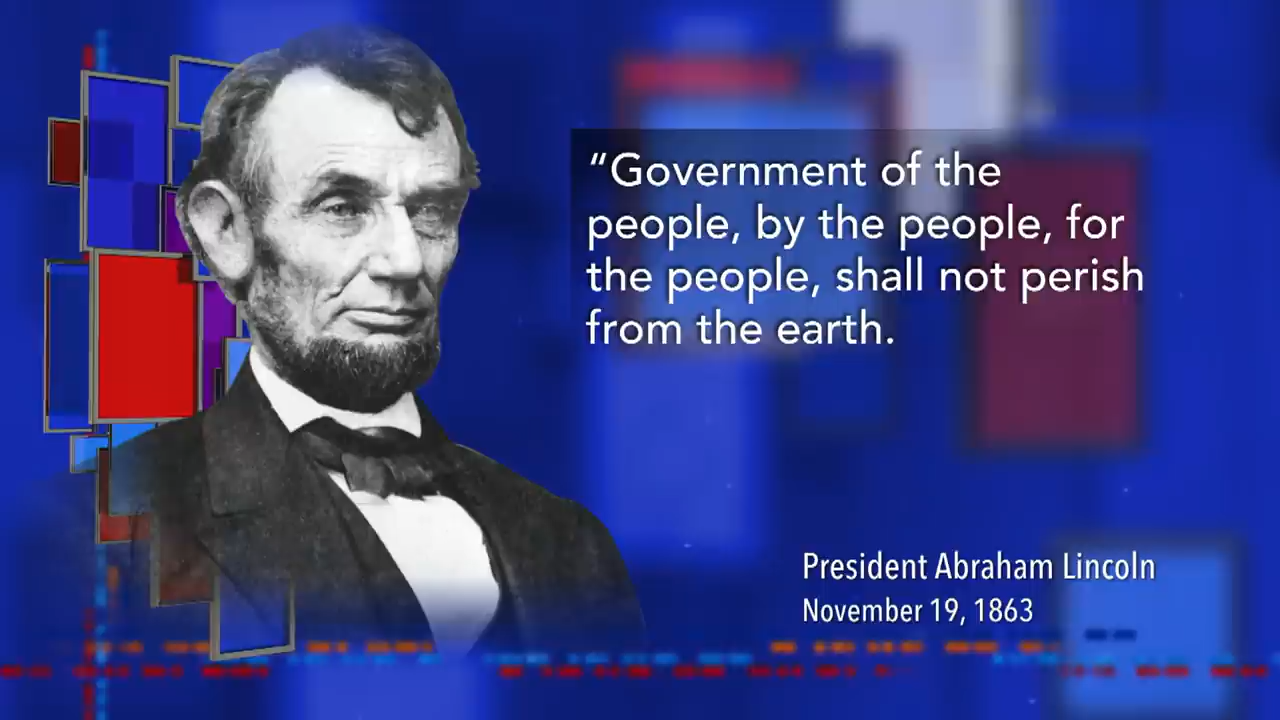 “Government of the
people, by the people, for
the people, shall not perish
from the earth.
President Abraham Lincoln
November 19, 1863